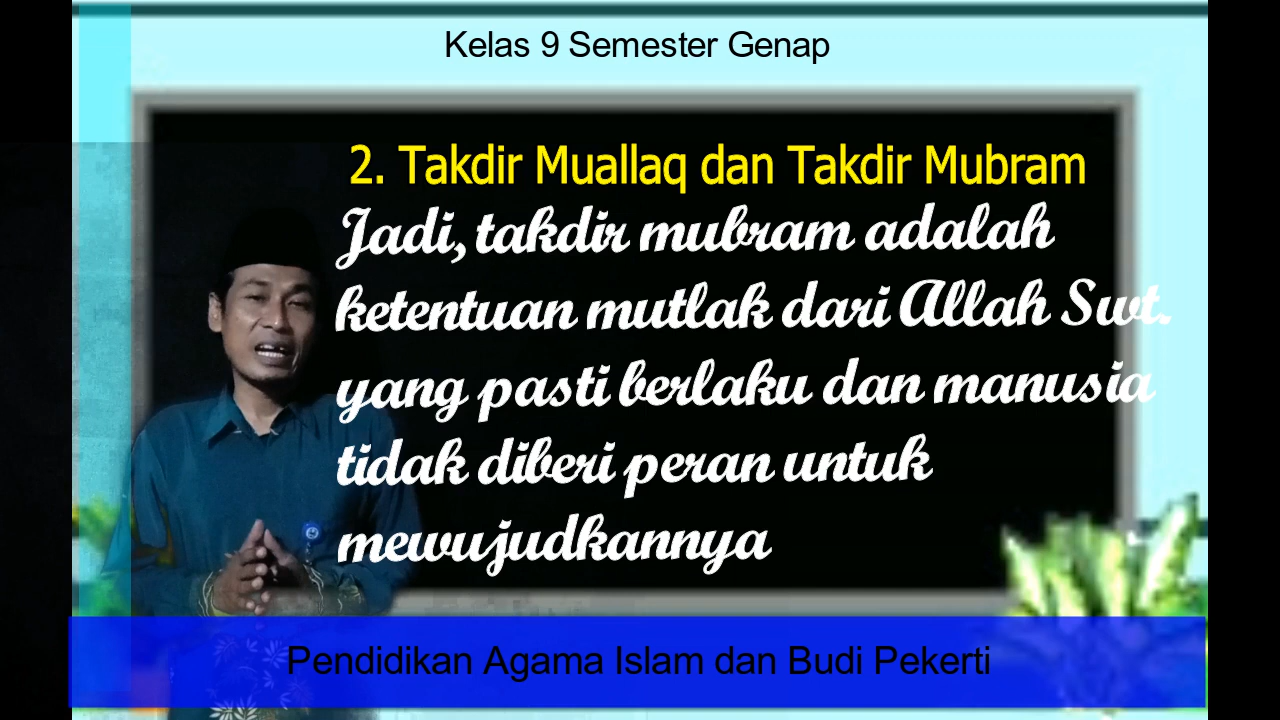 Kelas 9 Semester Genap
2. Takdir Muallaq dan Takdir Mubram
Jadi, takdir mubram adalah
ketentuan mutlak dari Allah Swt.
yang pasti berlaku dan manusia
tidak diberi peran untuk
mewujudkannya
Pendidikan Agama Islam dan Budi Pekerti